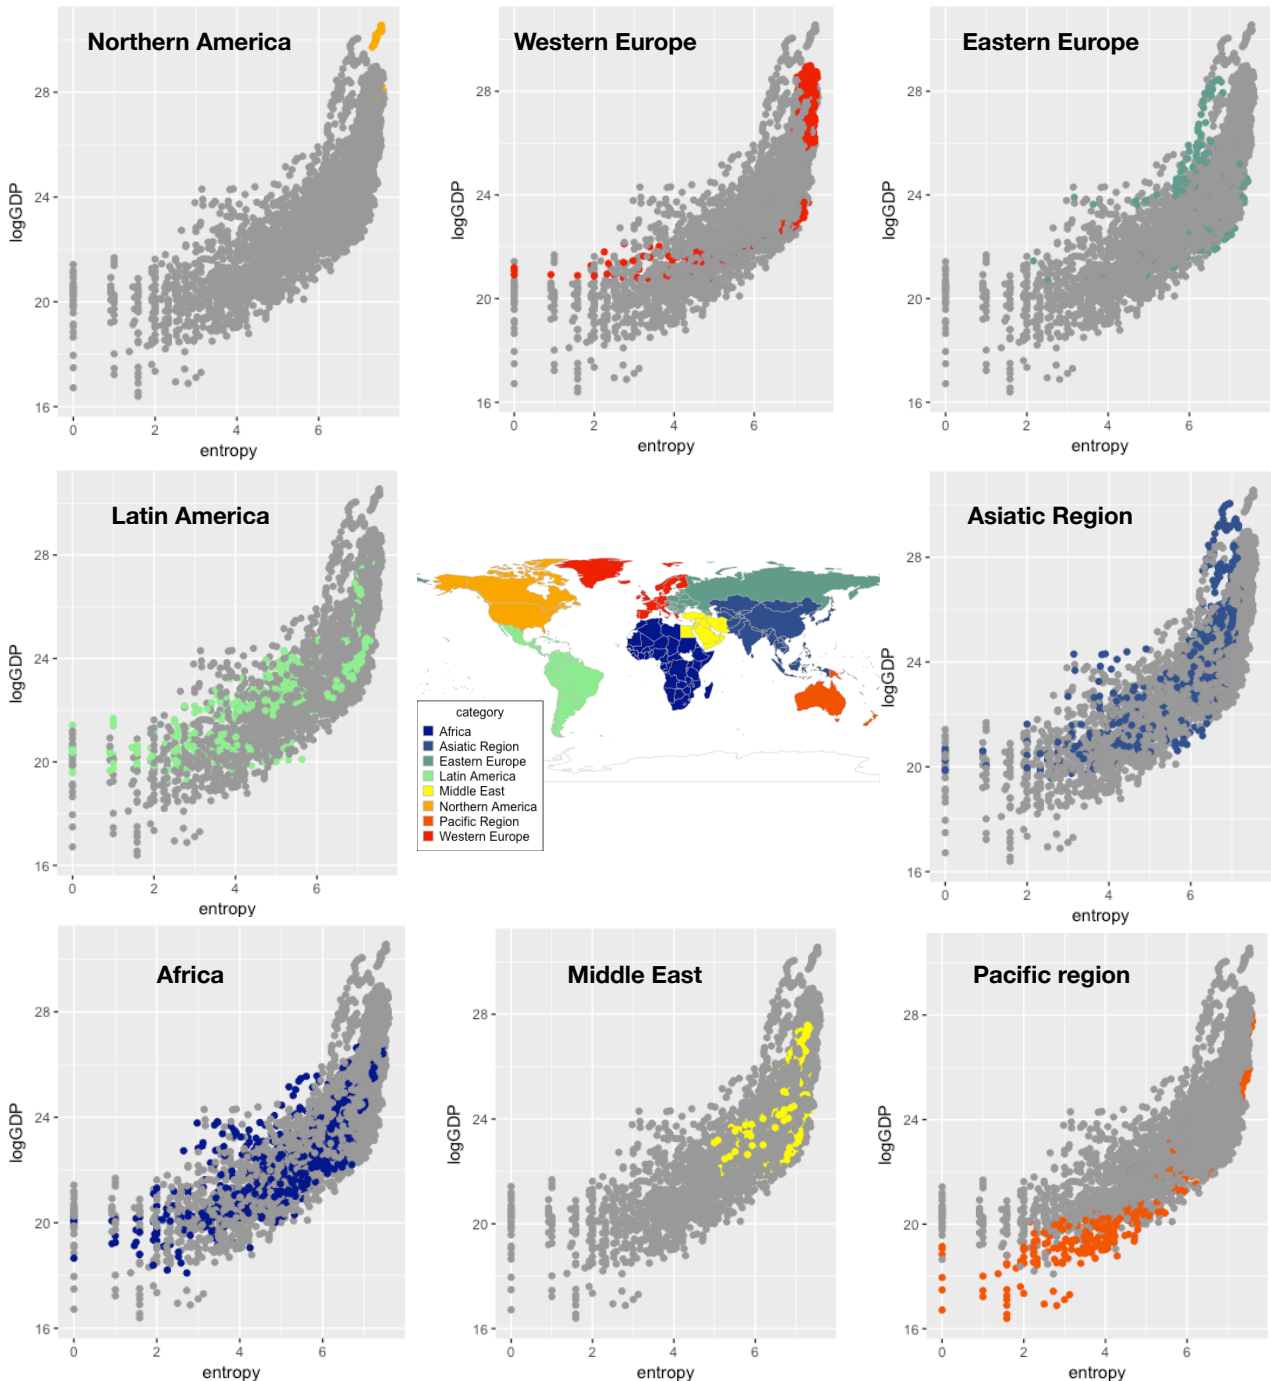 Northern America
28
24
20
16
logGDP
0 2 4 6
entropy
Western Europe
28
24
20
16
logGDP
0 2 4 6
entropy
Eastern Europe
28
24
20
16
logGDP
0 2 4 6
entropy
Latin America
28
24
20
16
logGDP
0 2 4 6
entropy
category
Africa
Asiatic Region
Eastern Europe
Latin America
Middle East
Northern America
Pacific Region
Western Europe
Asiatic Region
28
24
20
16
logGDP
0 2 4 6
entropy
Africa
28
24
20
16
logGDP
0 2 4 6
entropy
Middle East
28
24
20
16
logGDP
0 2 4 6
entropy
Pacific region
28
24
20
16
logGDP
0 2 4 6
entropy